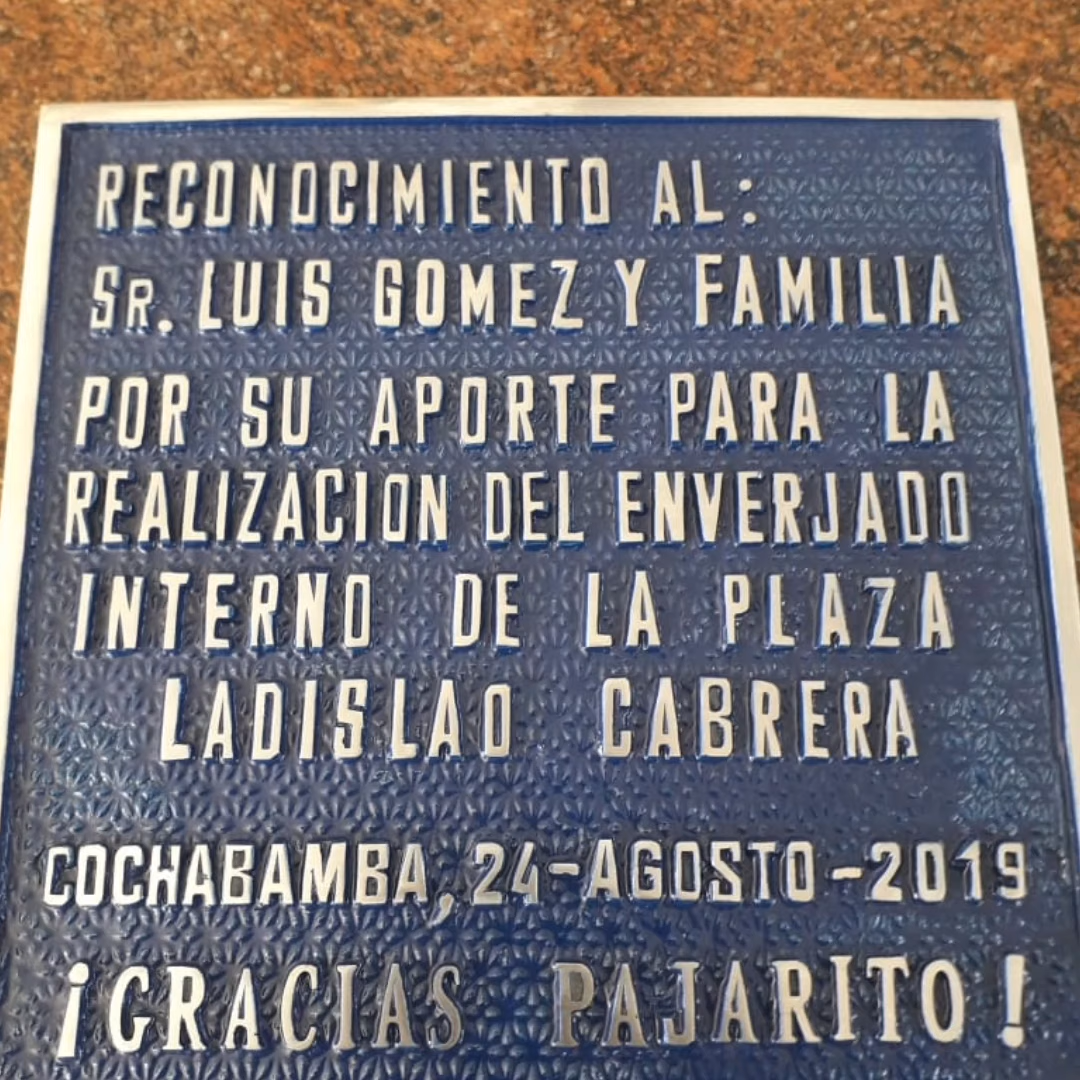 RECONOCIMIENTO AL:
SR. LUIS GOMEZ Y FAMILIA
POR SU APORTE PARA LA
REALIZACION DEL ENVERJADO
INTERNO DE LA PLAZA
LADISLAO CABRERA
COCHABAMBA, 24-AGOSTO-2019
¡GRACIAS PAJARITO!